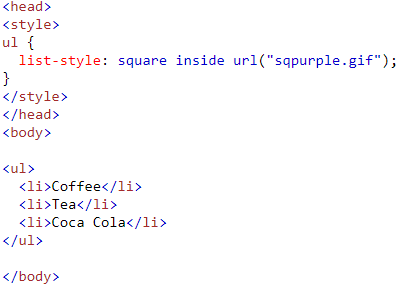 <head>
<style>
ul {
  list-style: square inside url("sqpurple.gif");
}
</style>
</head>
<body>

<ul>
  <li>Coffee</li>
  <li>Tea</li>
  <li>Coca Cola</li>
</ul>

</body>